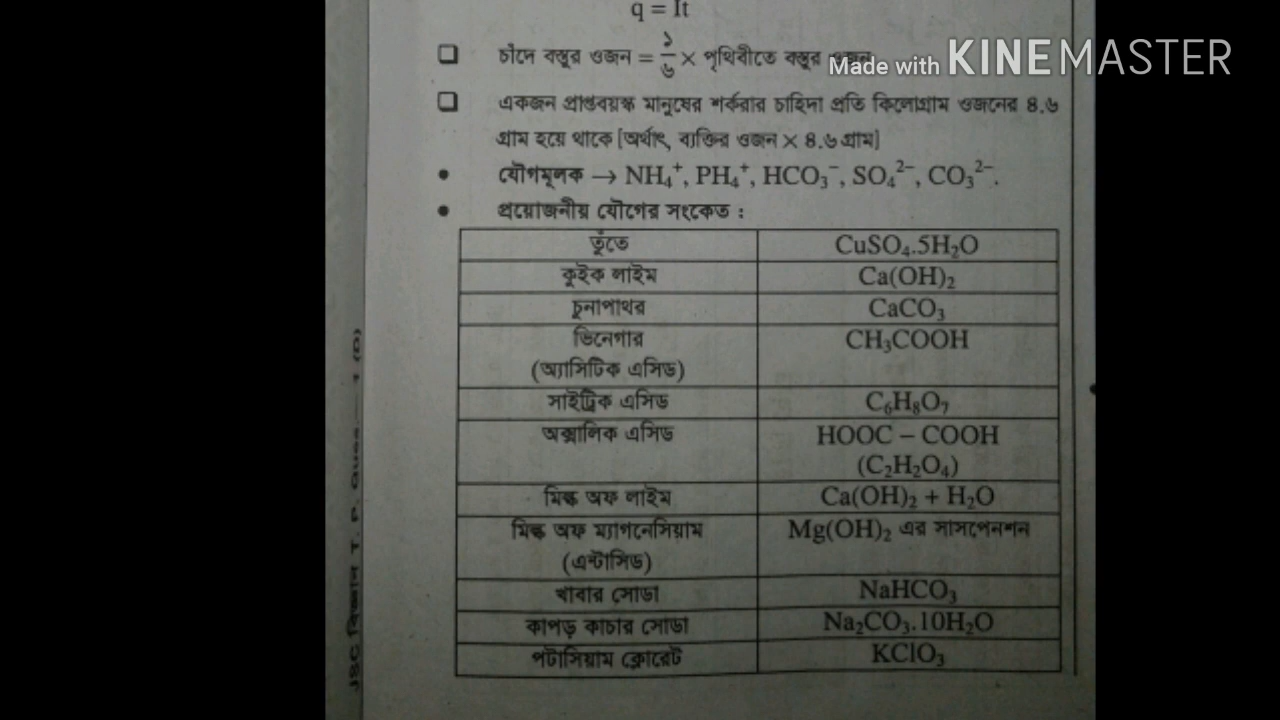 q = It
❑ চাঁদে বস্তুর ওজন = ১/৬ × পৃথিবীতে বস্তুর ওজন
Made with KINEMASTER
❑ একজন প্রাপ্তবয়স্ক মানুষের শর্করার চাহিদা প্রতি কিলোগ্রাম ওজনের ৪.৬
গ্রাম হয়ে থাকে [অর্থাৎ, ব্যক্তির ওজন × ৪.৬ গ্রাম]
• যৌগমূলক → NH₄⁺, PH₄⁺, HCO₃⁻, SO₄²⁻, CO₃²⁻.
• প্রয়োজনীয় যৌগের সংকেত :
তুঁতে CuSO₄.5H₂O
কুইক লাইম Ca(OH)₂
চুনাপাথর CaCO₃
ভিনেগার CH₃COOH
(অ্যাসিটিক এসিড)
সাইট্রিক এসিড C₆H₈O₇
অক্সালিক এসিড HOOC – COOH
(C₂H₂O₄)
মিল্ক অফ লাইম Ca(OH)₂ + H₂O
মিল্ক অফ ম্যাগনেসিয়াম Mg(OH)₂ এর সাসপেনশন
(এন্টাসিড)
খাবার সোডা NaHCO₃
কাপড় কাচার সোডা Na₂CO₃.10H₂O
পটাসিয়াম ক্লোরেট KClO₃
JSC বিজ্ঞান T. P. Ques.— 1 (D)